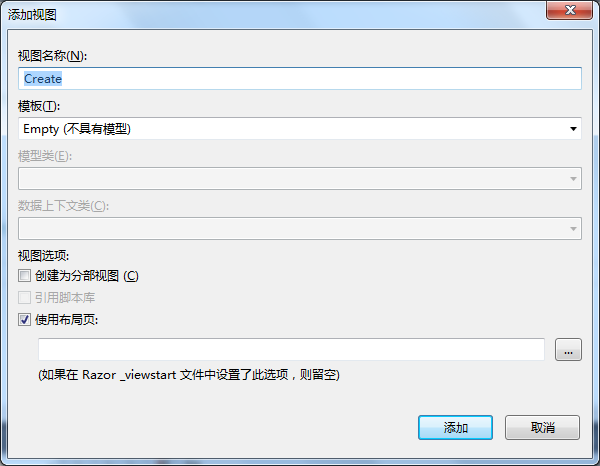 添加视图
视图名称(N):
Create
模板(T):
Empty (不具有模型)
模型类(E):
数据上下文类(C):
视图选项:
创建为分部视图 (C)
引用脚本库
使用布局页:
...
(如果在 Razor _viewstart 文件中设置了此选项，则留空)
添加
取消